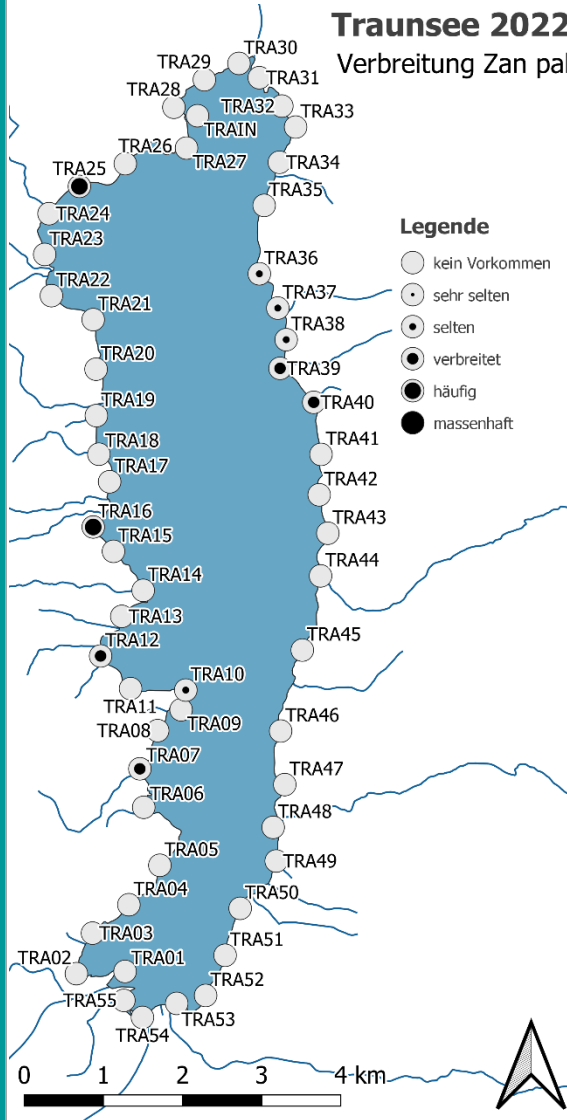 Traunsee 2022
Verbreitung Zan pal
TRA30
TRA29
TRA31
TRA28
TRA32
TRA33
TRAIN
TRA26
TRA27
TRA34
TRA25
TRA35
TRA24
TRA23
TRA36
TRA22
TRA37
TRA21
TRA38
TRA20
TRA39
TRA40
TRA19
TRA18
TRA41
TRA17
TRA42
TRA16
TRA15
TRA43
TRA14
TRA44
TRA13
TRA12
TRA45
TRA10
TRA11
TRA09
TRA08
TRA46
TRA07
TRA47
TRA06
TRA48
TRA05
TRA49
TRA04
TRA50
TRA03
TRA51
TRA02
TRA01
TRA52
TRA55
TRA53
TRA54
Legende
kein Vorkommen
sehr selten
selten
verbreitet
häufig
massenhaft
0 1 2 3 4 km